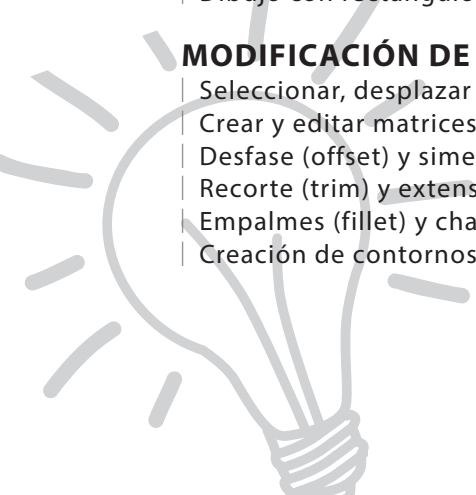 MODIFICACIÓN DE
Seleccionar, desplazar
Crear y editar matrices
Desfase (offset) y sime
Recorte (trim) y extens
Empalmes (fillet) y cha
Creación de contornos